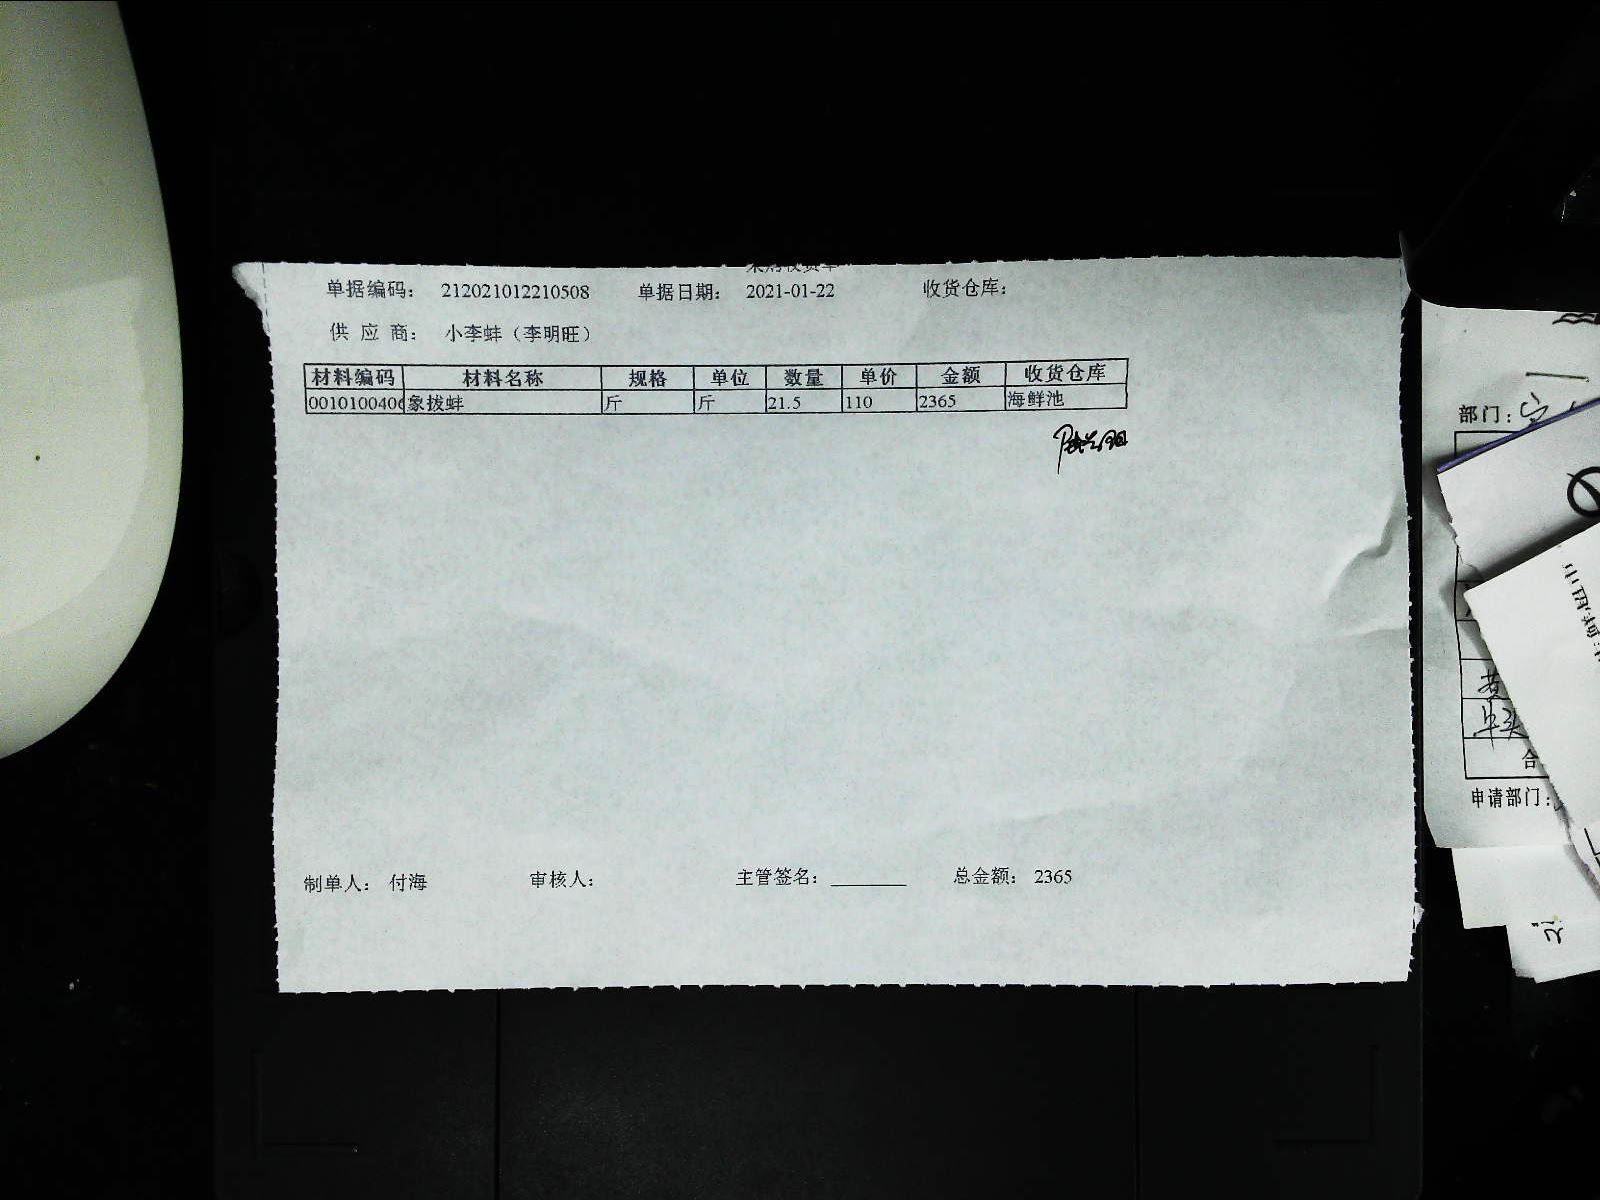 单据编码： 212021012210508 单据日期： 2021-01-22 收货仓库：
供 应 商： 小李蚌（李明旺）
材料编码 材料名称 规格 单位 数量 单价 金额 收货仓库
0010100406 象拔蚌 斤 斤 21.5 110 2365 海鲜池
制单人： 付海 审核人： 主管签名： ______ 总金额： 2365
部门：
合
申请部门：